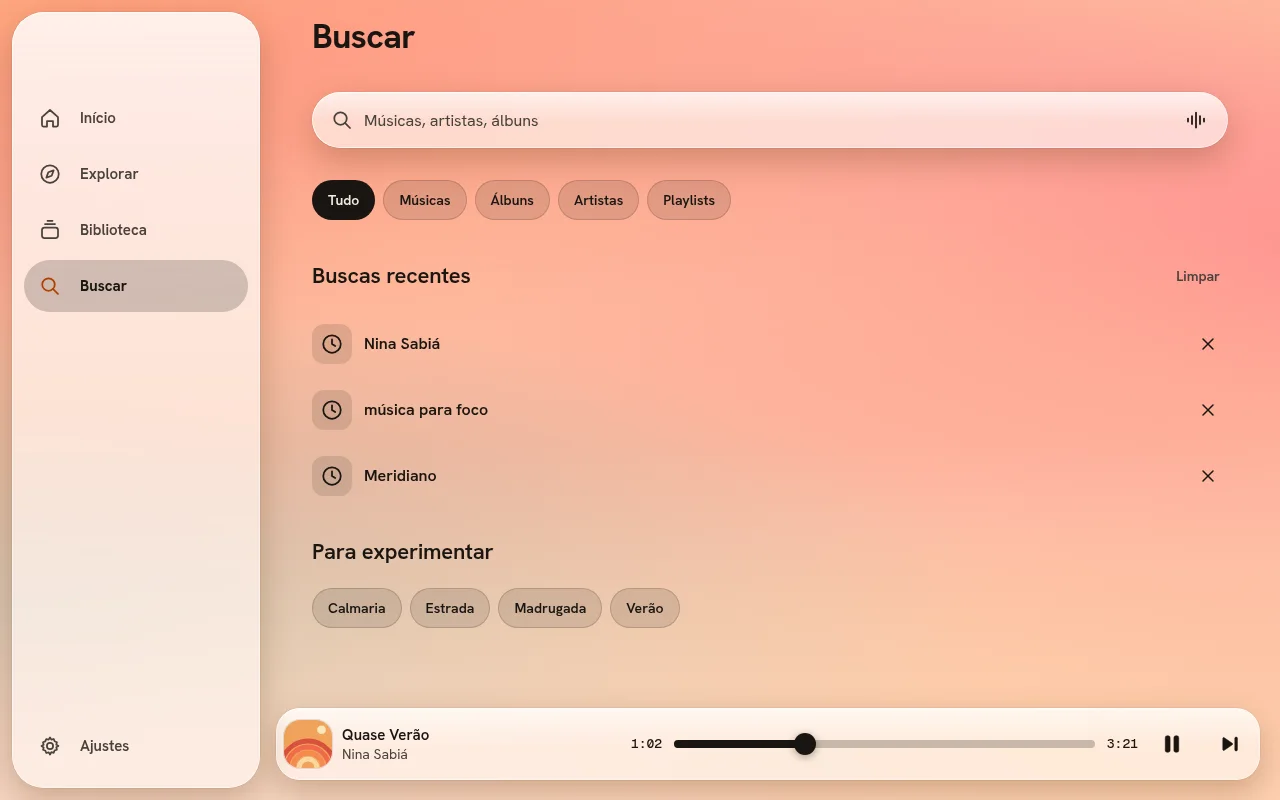 Início
Explorar
Biblioteca
Buscar
Ajustes
Buscar
Músicas, artistas, álbuns
Tudo
Músicas
Álbuns
Artistas
Playlists
Buscas recentes
Limpar
Nina Sabiá
música para foco
Meridiano
Para experimentar
Calmaria
Estrada
Madrugada
Verão
Quase Verão
Nina Sabiá
1:02
3:21